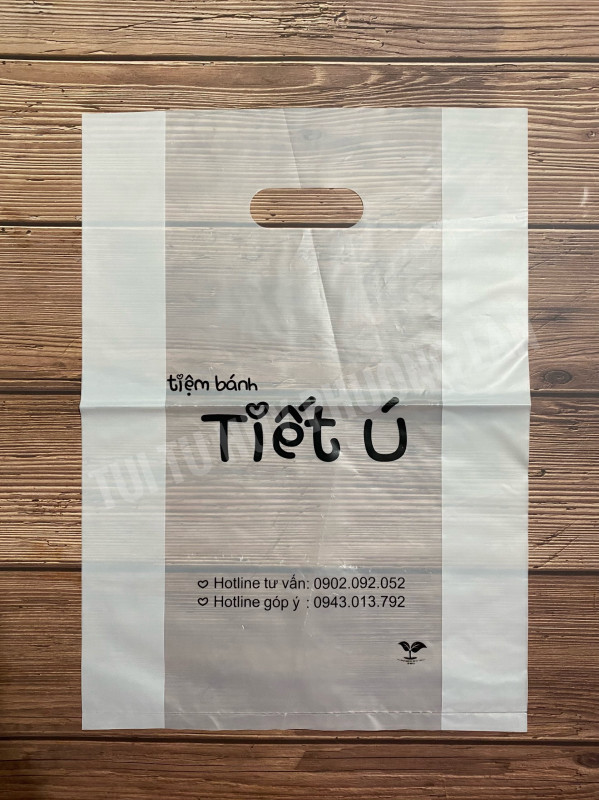 tiệm bánh
Tiết Ú
Hotline tư vấn: 0902.092.052
Hotline góp ý : 0943.013.792